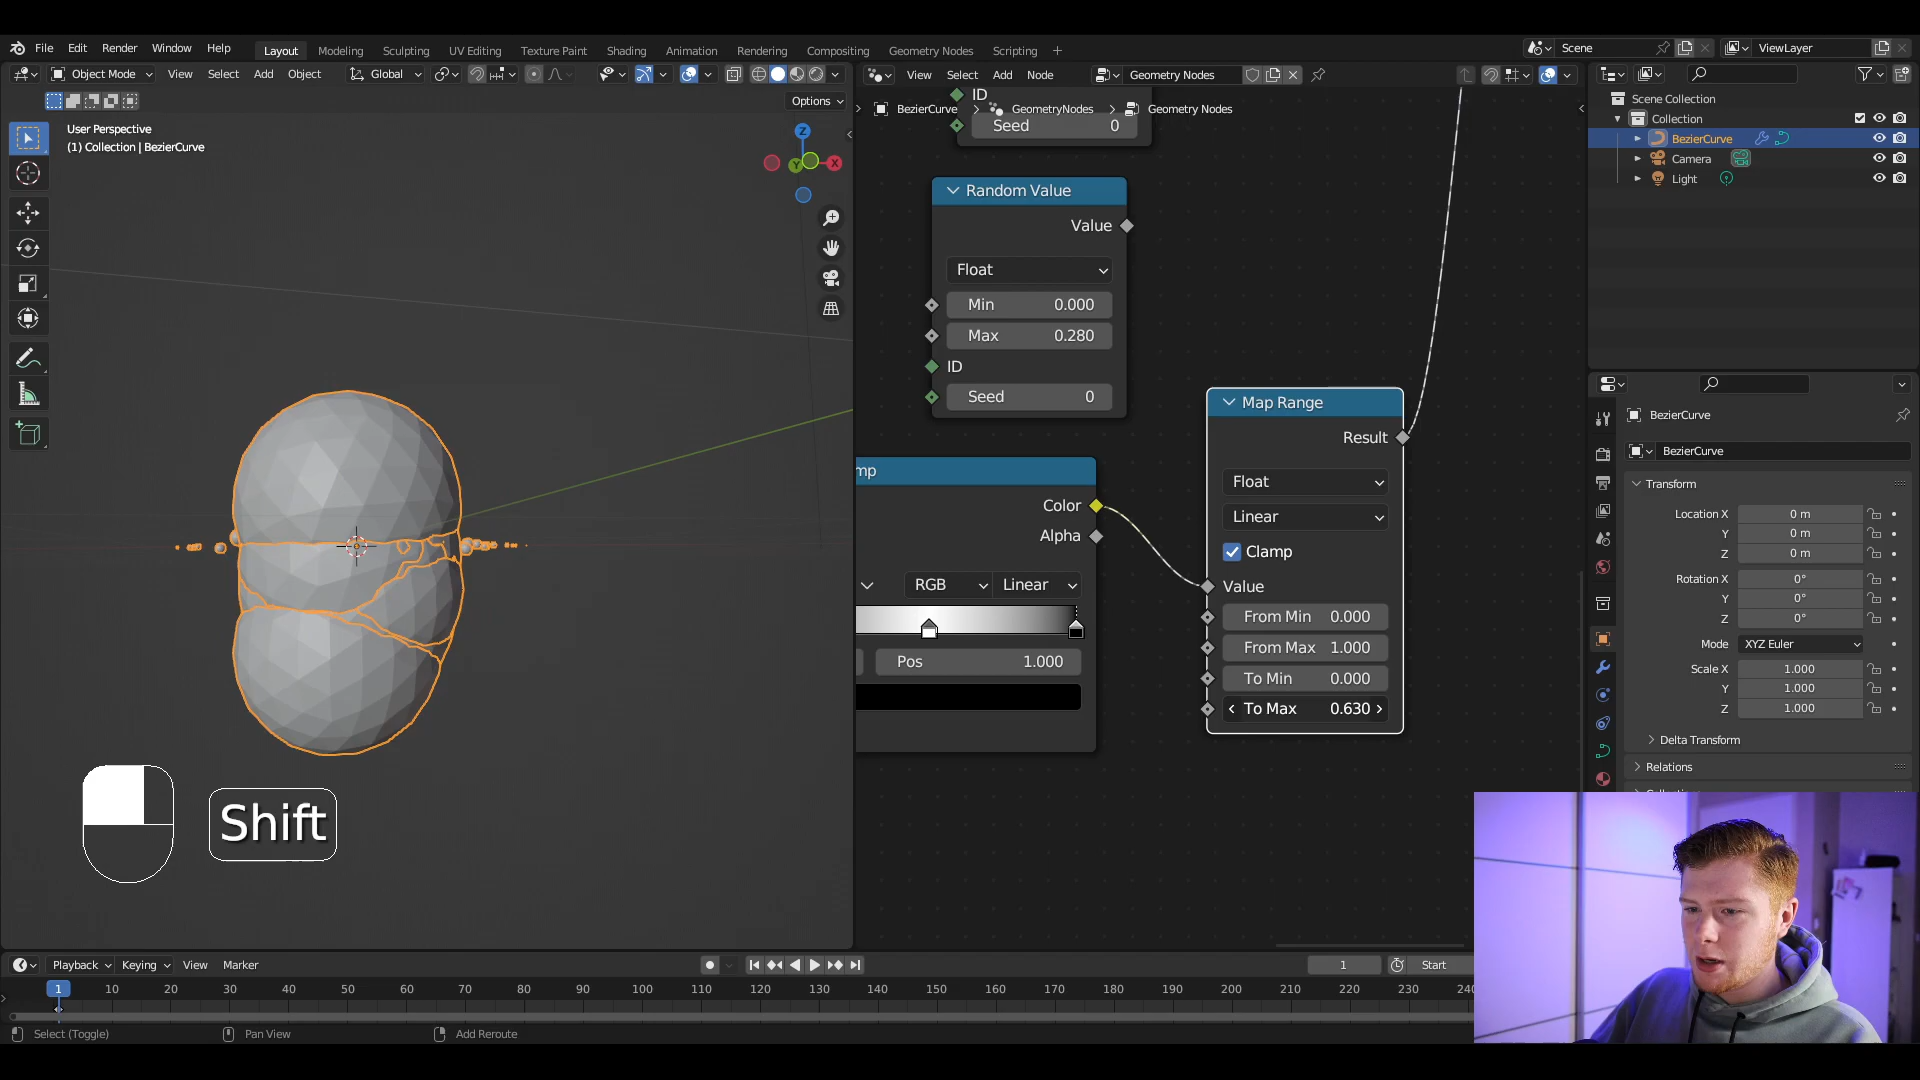 File Edit Render Window Help
Layout Modeling Sculpting UV Editing Texture Paint Shading Animation Rendering Compositing Geometry Nodes Scripting +
Scene
ViewLayer
Object Mode View Select Add Object Global
View Select Add Node Geometry Nodes
Options
User Perspective
(1) Collection | BezierCurve
Z
X
Y
BezierCurve > GeometryNodes > Geometry Nodes
ID
Seed 0
Random Value
Value
Float
Min 0.000
Max 0.280
ID
Seed 0
mp
Color
Alpha
RGB Linear
Pos 1.000
Map Range
Result
Float
Linear
Clamp
Value
From Min 0.000
From Max 1.000
To Min 0.000
To Max 0.630
Scene Collection
Collection
BezierCurve
Camera
Light
BezierCurve
BezierCurve
Transform
Location X 0 m
Y 0 m
Z 0 m
Rotation X 0°
Y 0°
Z 0°
Mode XYZ Euler
Scale X 1.000
Y 1.000
Z 1.000
Delta Transform
Relations
Shift
Playback Keying View Marker
1 Start
1 10 20 30 40 50 60 70 80 90 100 110 120 130 140 150 160 170 180 190 200 210 220 230 240
Select (Toggle) Pan View Add Reroute